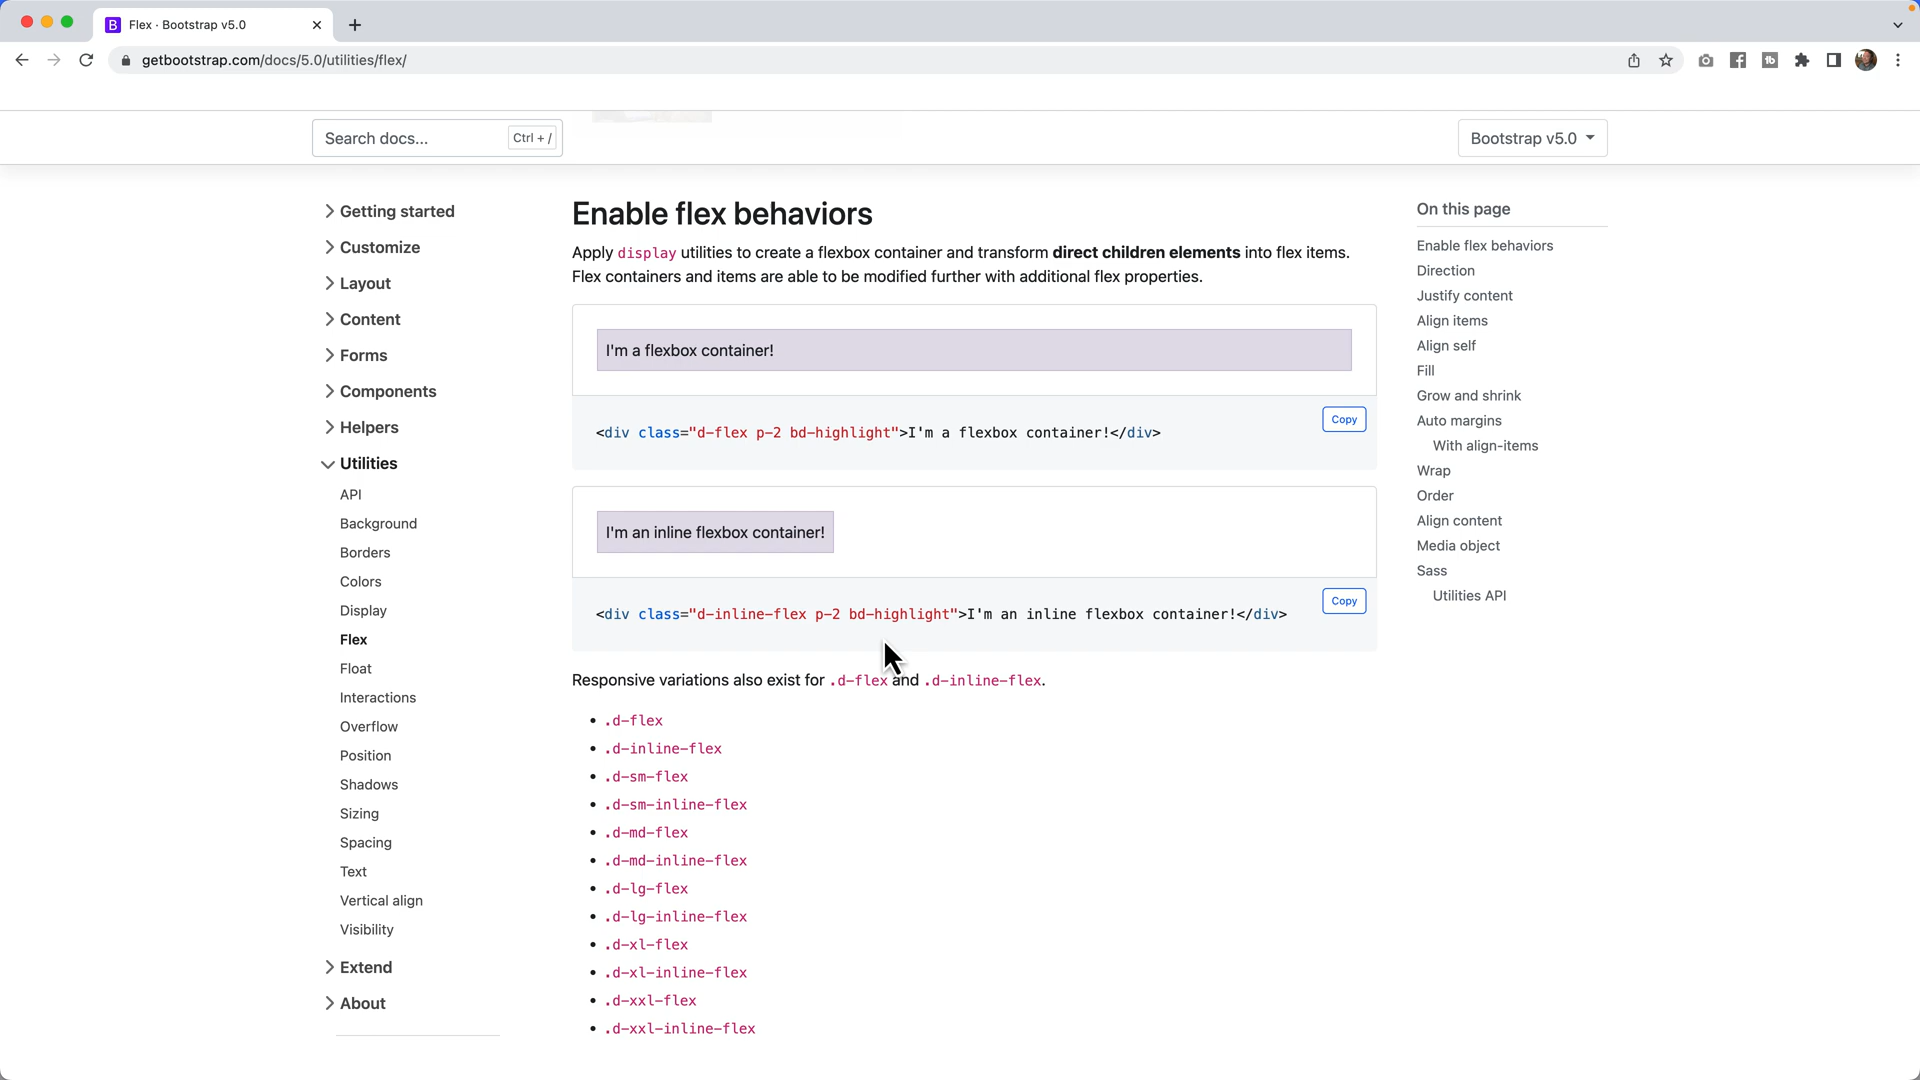 Flex · Bootstrap v5.0
getbootstrap.com/docs/5.0/utilities/flex/
Search docs... Ctrl + /
Bootstrap v5.0
Getting started
Customize
Layout
Content
Forms
Components
Helpers
Utilities
API
Background
Borders
Colors
Display
Flex
Float
Interactions
Overflow
Position
Shadows
Sizing
Spacing
Text
Vertical align
Visibility
Extend
About
Enable flex behaviors
Apply display utilities to create a flexbox container and transform direct children elements into flex items.
Flex containers and items are able to be modified further with additional flex properties.
I'm a flexbox container!
Copy
<div class="d-flex p-2 bd-highlight">I'm a flexbox container!</div>
I'm an inline flexbox container!
Copy
<div class="d-inline-flex p-2 bd-highlight">I'm an inline flexbox container!</div>
Responsive variations also exist for .d-flex and .d-inline-flex.
• .d-flex
• .d-inline-flex
• .d-sm-flex
• .d-sm-inline-flex
• .d-md-flex
• .d-md-inline-flex
• .d-lg-flex
• .d-lg-inline-flex
• .d-xl-flex
• .d-xl-inline-flex
• .d-xxl-flex
• .d-xxl-inline-flex
On this page
Enable flex behaviors
Direction
Justify content
Align items
Align self
Fill
Grow and shrink
Auto margins
With align-items
Wrap
Order
Align content
Media object
Sass
Utilities API